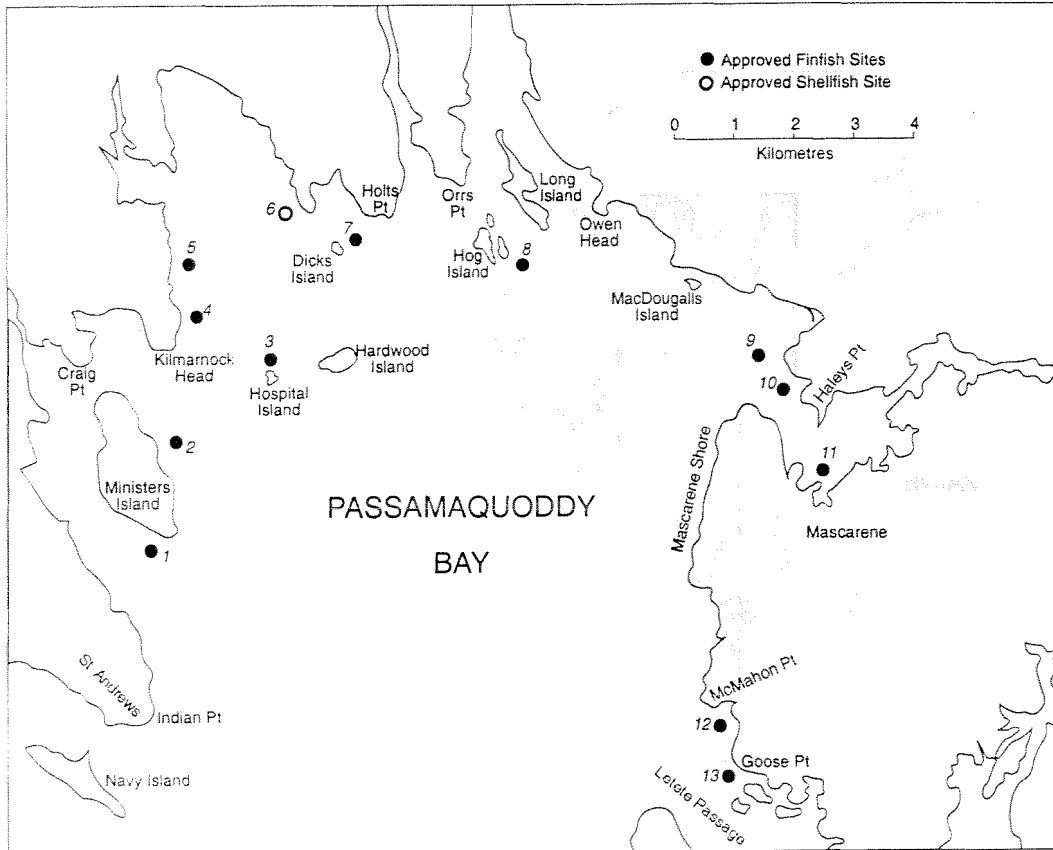 Approved Finfish Sites
Approved Shellfish Site
0 1 2 3 4
Kilometres
Holts
Pt
Orrs
Pt
Long
Island
Owen
Head
6
7
Dicks
Island
Hog
Island
8
5
4
MacDougalls
Island
3
Hardwood
Island
Kilmarnock
Head
Craig
Pt
Hospital
Island
9
10
Haleys Pt
2
Ministers
Island
11
Mascarene Shore
PASSAMAQUODDY
BAY
Mascarene
1
St Andrews
Indian Pt
McMahon Pt
12
Goose Pt
13
Letete Passage
Navy Island